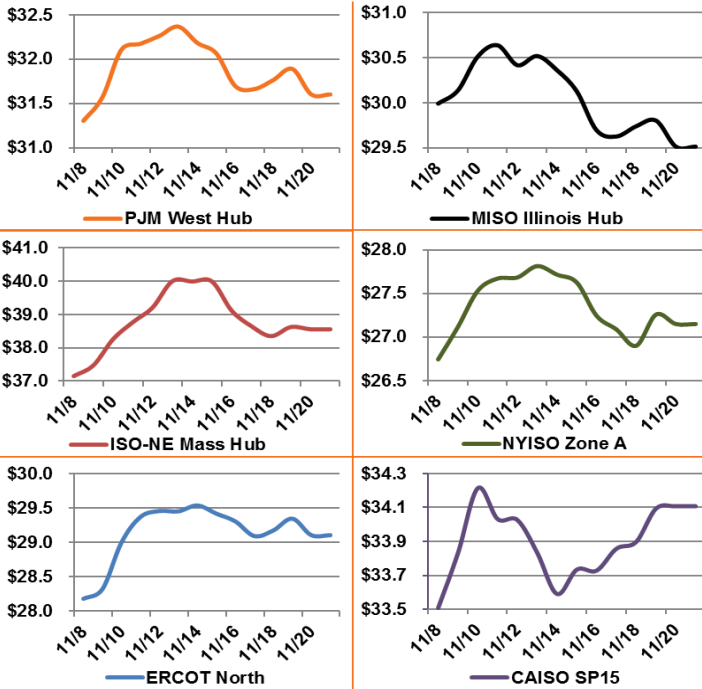 $32.5
$32.0
$31.5
$31.0
11/8 11/10 11/12 11/14 11/16 11/18 11/20
PJM West Hub
$31.0
$30.5
$30.0
$29.5
11/8 11/10 11/12 11/14 11/16 11/18 11/20
MISO Illinois Hub
$41.0
$40.0
$39.0
$38.0
$37.0
11/8 11/10 11/12 11/14 11/16 11/18 11/20
ISO-NE Mass Hub
$28.0
$27.5
$27.0
$26.5
11/8 11/10 11/12 11/14 11/16 11/18 11/20
NYISO Zone A
$30.0
$29.5
$29.0
$28.5
$28.0
11/8 11/10 11/12 11/14 11/16 11/18 11/20
ERCOT North
$34.3
$34.1
$33.9
$33.7
$33.5
11/8 11/10 11/12 11/14 11/16 11/18 11/20
CAISO SP15